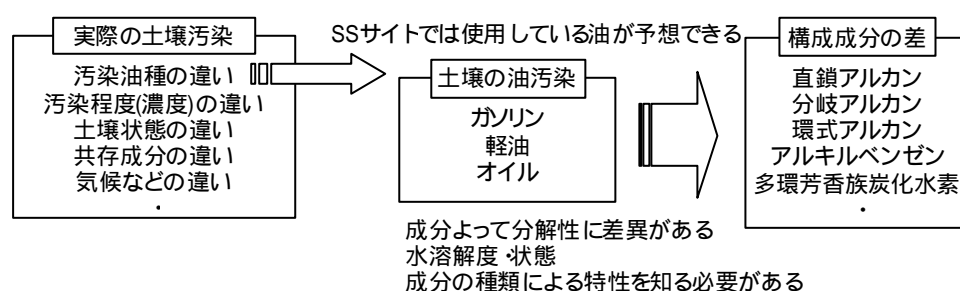 実際の土壌汚染
汚染油種の違い
汚染程度(濃度)の違い
土壌状態の違い
共存成分の違い
気候などの違い
・
SSサイトでは使用している油が予想できる
土壌の油汚染
ガソリン
軽油
オイル
成分よって分解性に差異がある
水溶解度・状態
成分の種類による特性を知る必要がある
構成成分の差
直鎖アルカン
分岐アルカン
環式アルカン
アルキルベンゼン
多環芳香族炭化水素
・